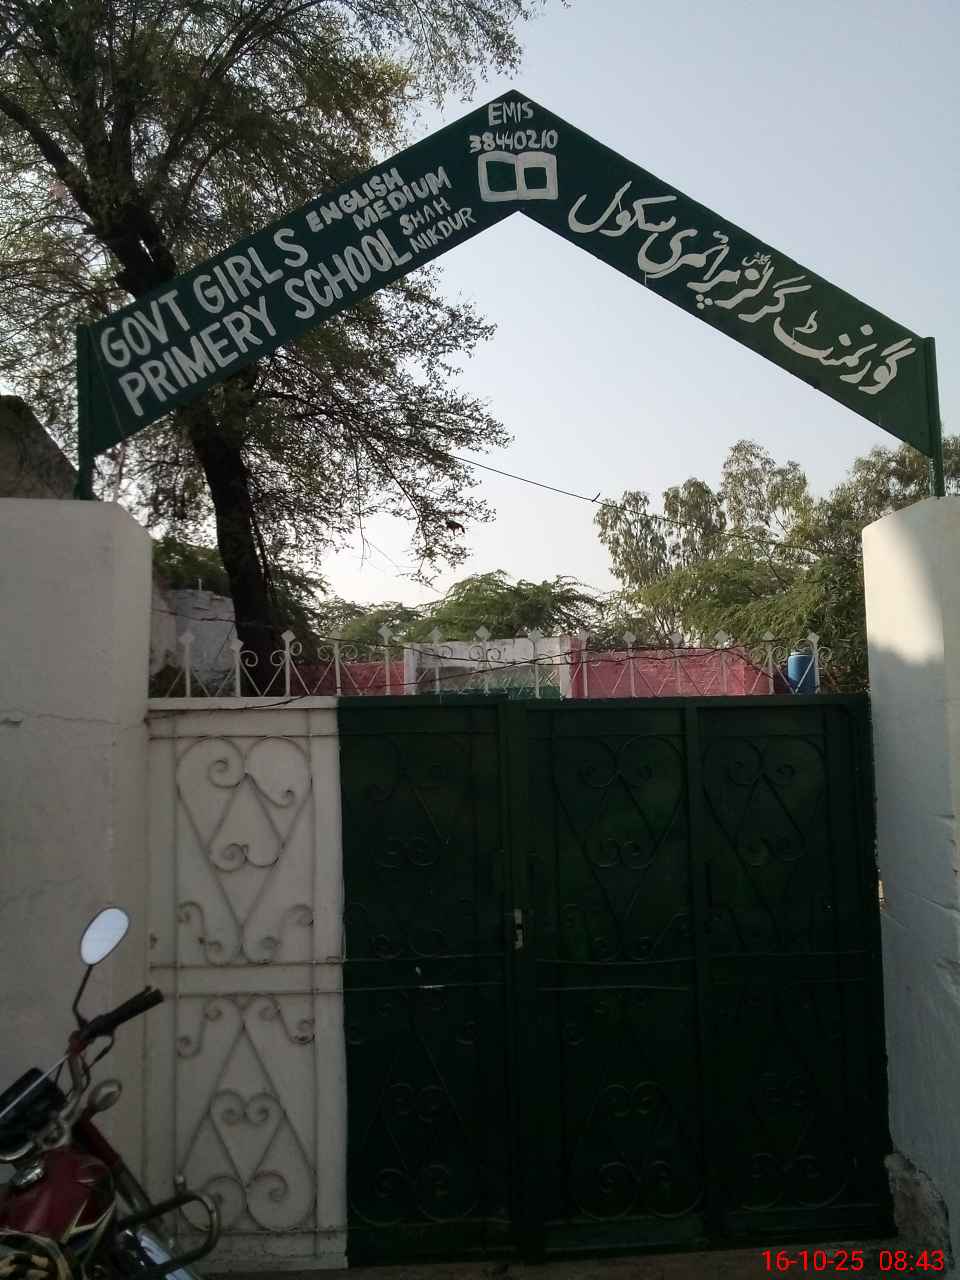 EMIS
38440210
GOVT GIRLS ENGLISH MEDIUM
PRIMERY SCHOOL SHAH NIKDUR
گورنمنٹ گرلز انگلش پرائمری سکول
16-10-25 08:43